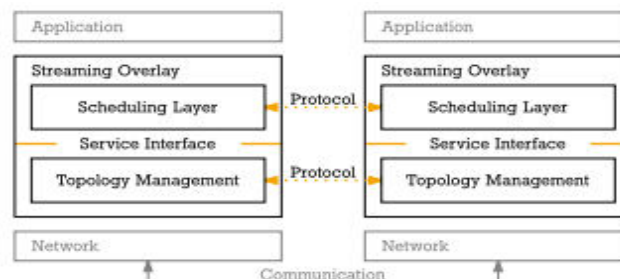 Application Application
Streaming Overlay Streaming Overlay
Scheduling Layer Protocol Scheduling Layer
Service Interface Service Interface
Topology Management Protocol Topology Management
Network Network
Communication